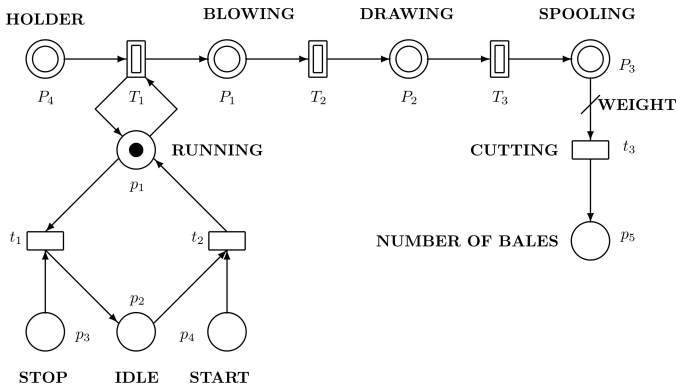 HOLDER
BLOWING
DRAWING
SPOOLING
P4
T1
P1
T2
P2
T3
P3
WEIGHT
RUNNING
CUTTING
t3
p1
t1
t2
NUMBER OF BALES
p5
p2
p3
p4
STOP
IDLE
START